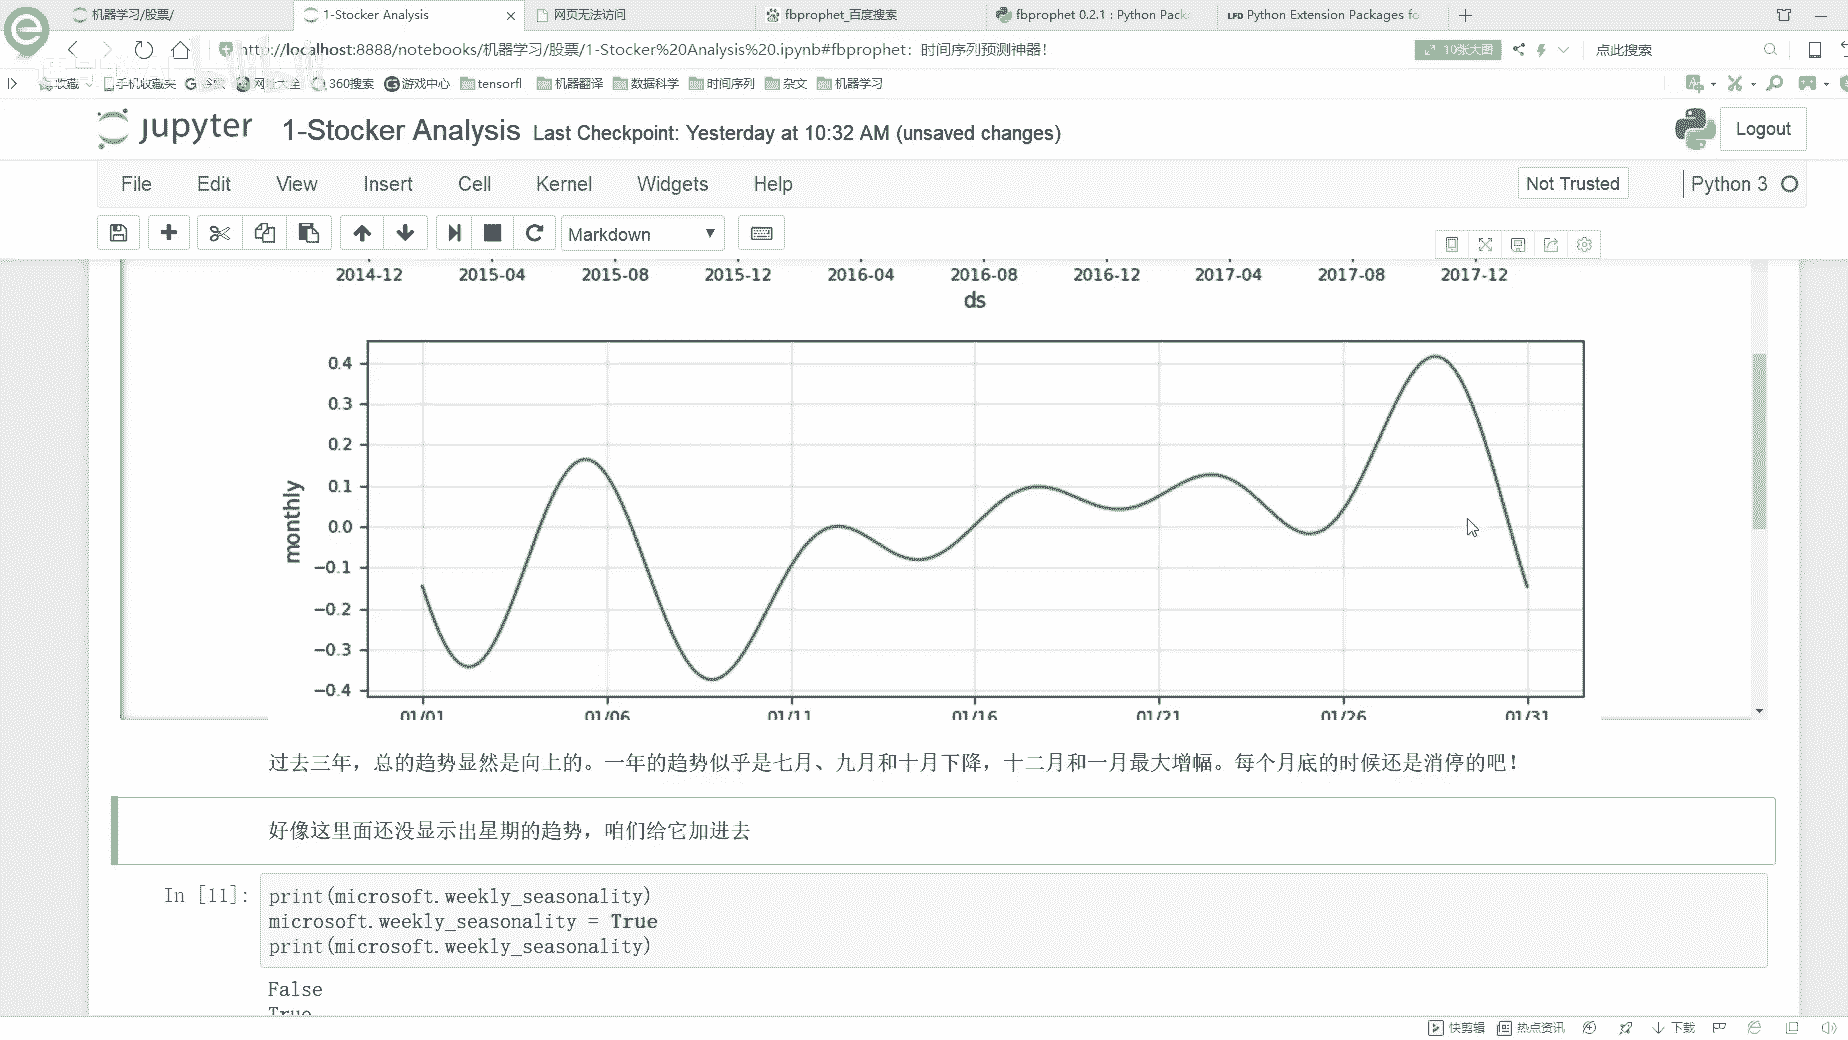 机器学习/股票/
1-Stocker Analysis
网页无法访问
fbprophet_百度搜索
fbprophet 0.2.1 : Python Pack
LFD Python Extension Packages fo
http://localhost:8888/notebooks/机器学习/股票/1-Stocker%20Analysis%20.ipynb#fbprophet：时间序列预测神器！
10张大图
点此搜索
收藏
手机收藏夹
网址大全
360搜索
游戏中心
tensorfl
机器翻译
数据科学
时间序列
杂文
机器学习
jupyter
1-Stocker Analysis Last Checkpoint: Yesterday at 10:32 AM (unsaved changes)
Logout
File Edit View Insert Cell Kernel Widgets Help
Not Trusted
Python 3
Markdown
2014-12 2015-04 2015-08 2015-12 2016-04 2016-08 2016-12 2017-04 2017-08 2017-12
ds
0.4
0.3
0.2
0.1
0.0
−0.1
−0.2
−0.3
−0.4
monthly
01/01 01/06 01/11 01/16 01/21 01/26 01/31
过去三年，总的趋势显然是向上的。一年的趋势似乎是七月、九月和十月下降，十二月和一月最大增幅。每个月底的时候还是消停的吧！
好像这里面还没显示出星期的趋势，咱们给它加进去
In [11]:
print(microsoft.weekly_seasonality)
microsoft.weekly_seasonality = True
print(microsoft.weekly_seasonality)
False
True
快剪辑
热点资讯
下载